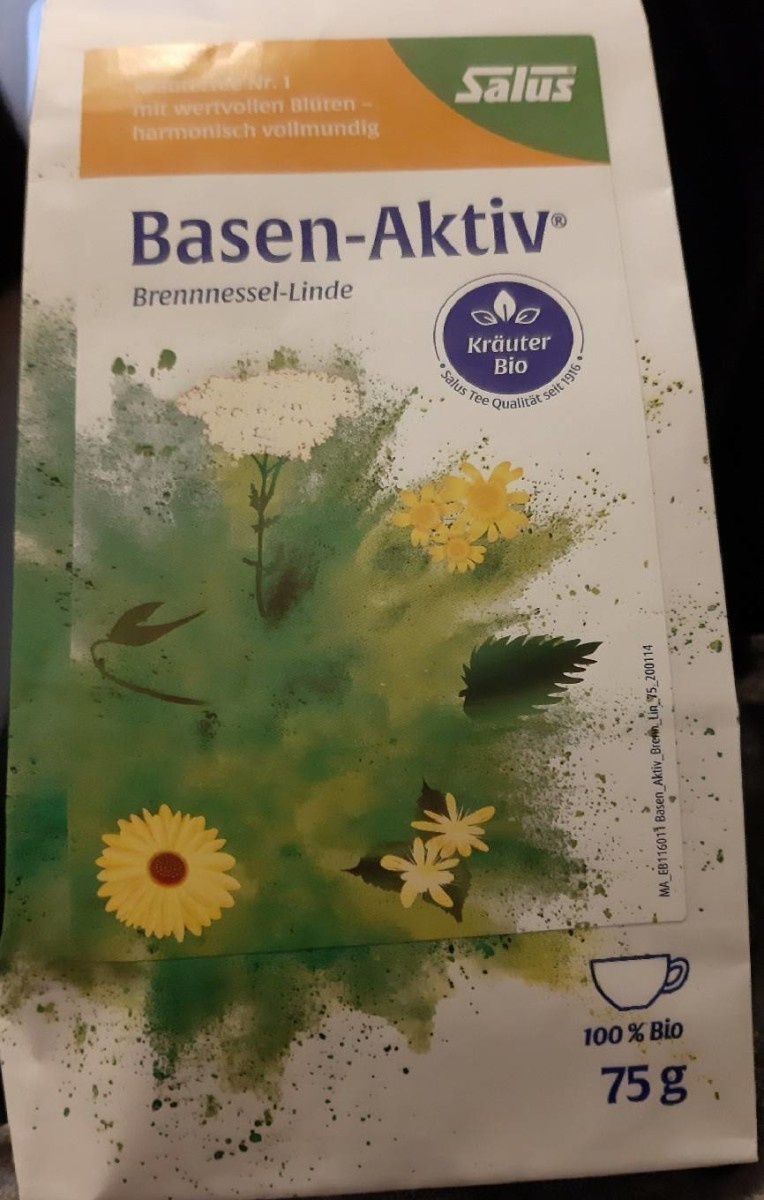 Nr. 1
mit wertvollen Blüten –
harmonisch vollmundig
Salus®
Basen-Aktiv®
Brennnessel-Linde
Kräuter
Bio
• Salus Tee Qualität seit 1916 •
MA_EB116011 Basen_Aktiv_Brenn_Lin_75_200114
100 % Bio
75 g